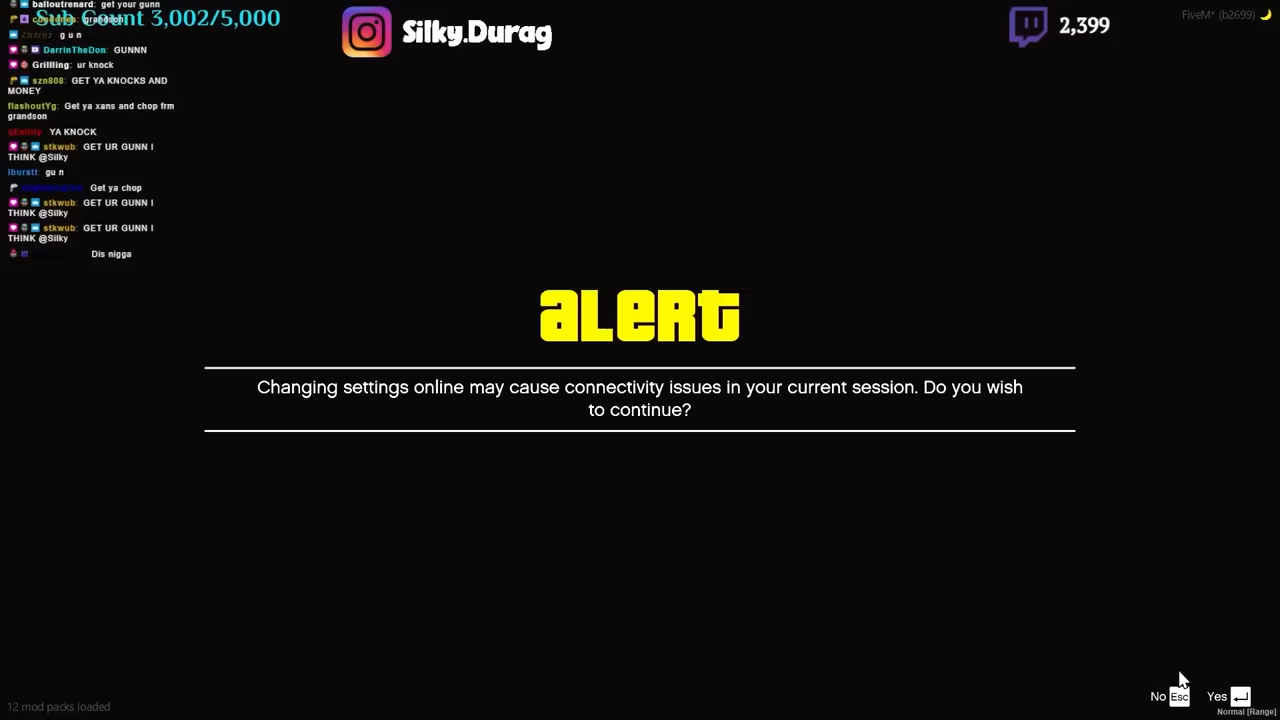 balloutrenard: get your gunn
Sub Count 3,002/5,000
grandson
Silky.Durag
2,399
FiveM* (b2699)
g u n
DarrinTheDon: GUNNN
Grillling: ur knock
szn808: GET YA KNOCKS AND
MONEY
flashoutYg: Get ya xans and chop frm
grandson
YA KNOCK
stkwub: GET UR GUNN I
THINK @Silky
lburstt: gu n
Get ya chop
stkwub: GET UR GUNN I
THINK @Silky
stkwub: GET UR GUNN I
THINK @Silky
Dis nigga
alert
Changing settings online may cause connectivity issues in your current session. Do you wish
to continue?
No Esc Yes
12 mod packs loaded
Normal [Range]